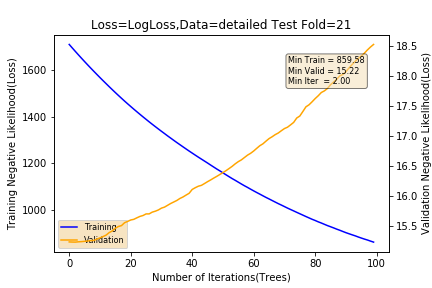 Loss=LogLoss,Data=detailed Test Fold=21
Training Negative Likelihood(Loss)
1600
1400
1200
1000
Min Train = 859.58
Min Valid = 15.22
Min Iter = 2.00
Training
Validation
18.5
18.0
17.5
17.0
16.5
16.0
15.5
Validation Negative Likelihood(Loss)
0
20
40
60
80
100
Number of Iterations(Trees)